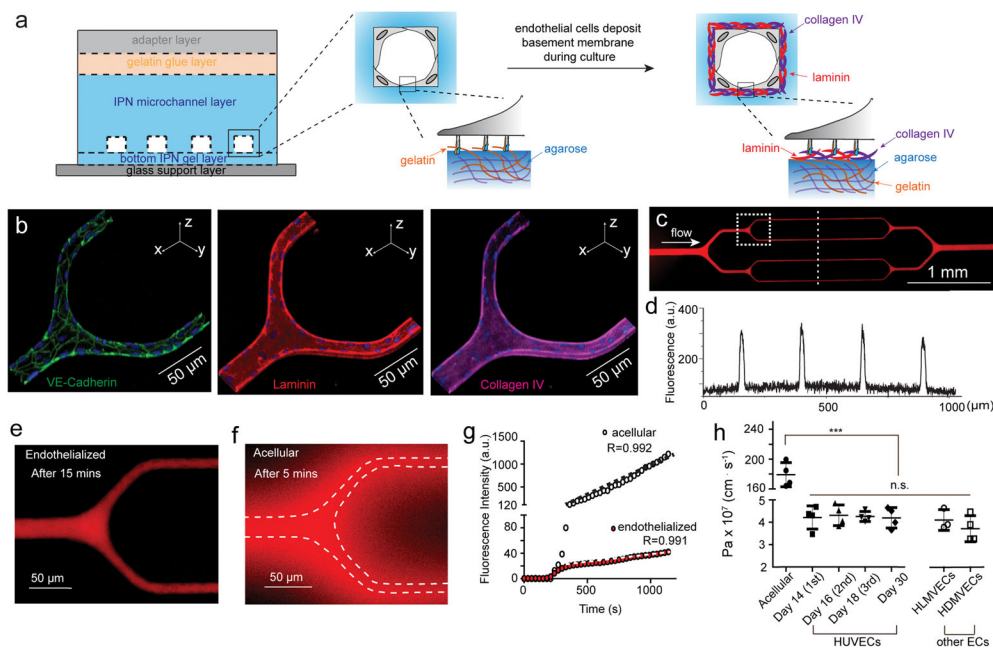 a
adapter layer
gelatin glue layer
IPN microchannel layer
bottom IPN gel layer
glass support layer
gelatin
agarose
endothelial cells deposit
basement membrane
during culture
collagen IV
laminin
collagen IV
laminin
agarose
gelatin
b
x
z
y
VE-Cadherin
50 μm
x
z
y
Laminin
50 μm
x
z
y
Collagen IV
50 μm
c
flow
1 mm
d
Fluorescence (a.u.)
400
200
0
500
1000 (μm)
e
Endothelialized
After 15 mins
50 μm
f
Acellular
After 5 mins
50 μm
g
Fluorescence Intensity (a.u.)
1500
1000
500
120
80
40
0
acellular
R=0.992
endothelialized
R=0.991
0
500
1000
Time (s)
h
Pa x 10⁷ (cm · s⁻¹)
240
200
160
5
4
3
2
***
n.s.
Acellular
Day 14 (1st)
Day 16 (2nd)
Day 18 (3rd)
Day 30
HLMVECs
HDMVECs
HUVECs
other ECs